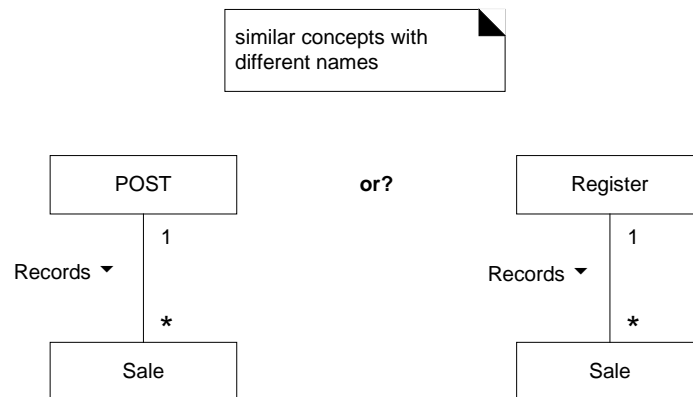 similar concepts with
different names
POST or? Register
1 1
Records Records
* *
Sale Sale